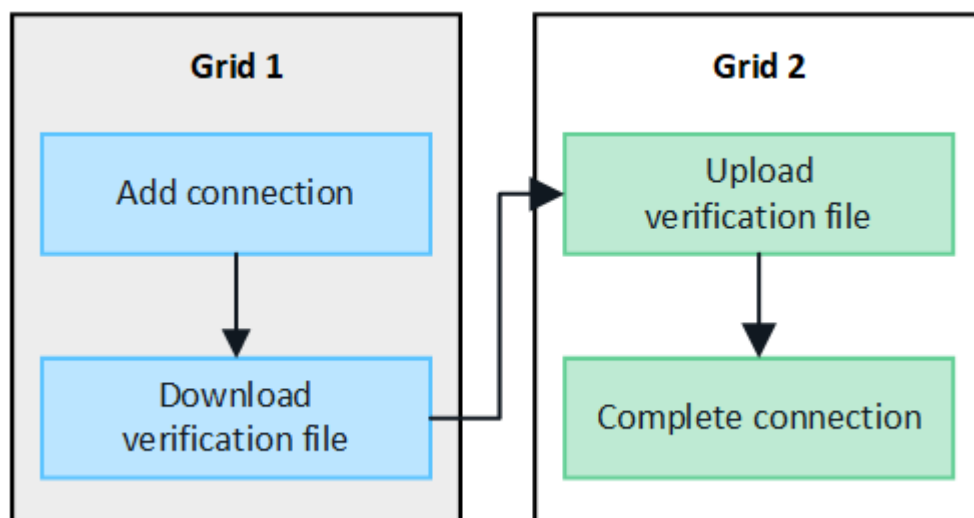 Grid 1
Add connection
Download
verification file
Grid 2
Upload
verification file
Complete connection